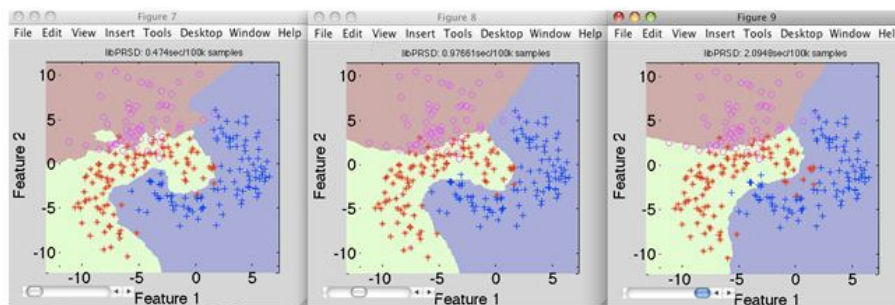 Figure 7
File Edit View Insert Tools Desktop Window Help
libPRSD: 0.474sec/100k samples
Feature 2
10
5
0
-5
-10
-10 -5 0 5
Feature 1
Figure 8
File Edit View Insert Tools Desktop Window Help
libPRSD: 0.97661sec/100k samples
Feature 2
10
5
0
-5
-10
-10 -5 0 5
Feature 1
Figure 9
File Edit View Insert Tools Desktop Window Help
libPRSD: 2.0948sec/100k samples
Feature 2
10
5
0
-5
-10
-10 -5 0 5
Feature 1